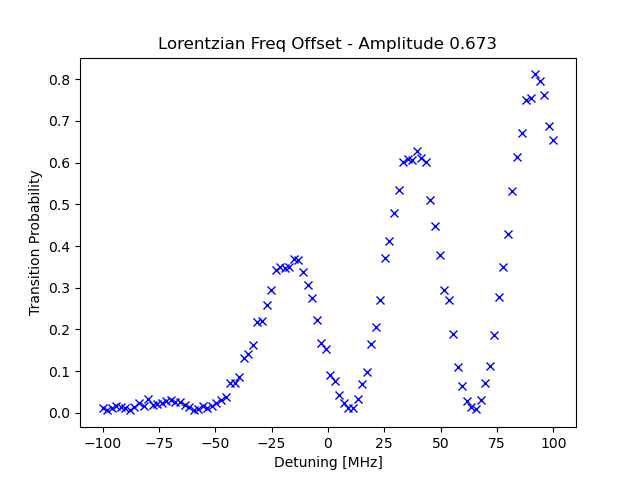 Lorentzian Freq Offset - Amplitude 0.673
Transition Probability
0.8
0.7
0.6
0.5
0.4
0.3
0.2
0.1
0.0
−100 −75 −50 −25 0 25 50 75 100
Detuning [MHz]